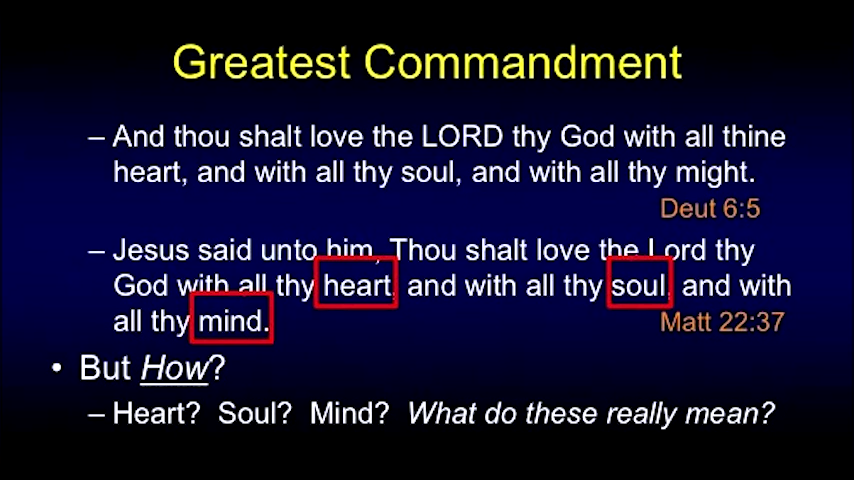 Greatest Commandment
– And thou shalt love the LORD thy God with all thine
heart, and with all thy soul, and with all thy might.
Deut 6:5
– Jesus said unto him, Thou shalt love the Lord thy
God with all thy heart, and with all thy soul, and with
all thy mind.
Matt 22:37
• But How?
– Heart? Soul? Mind? What do these really mean?